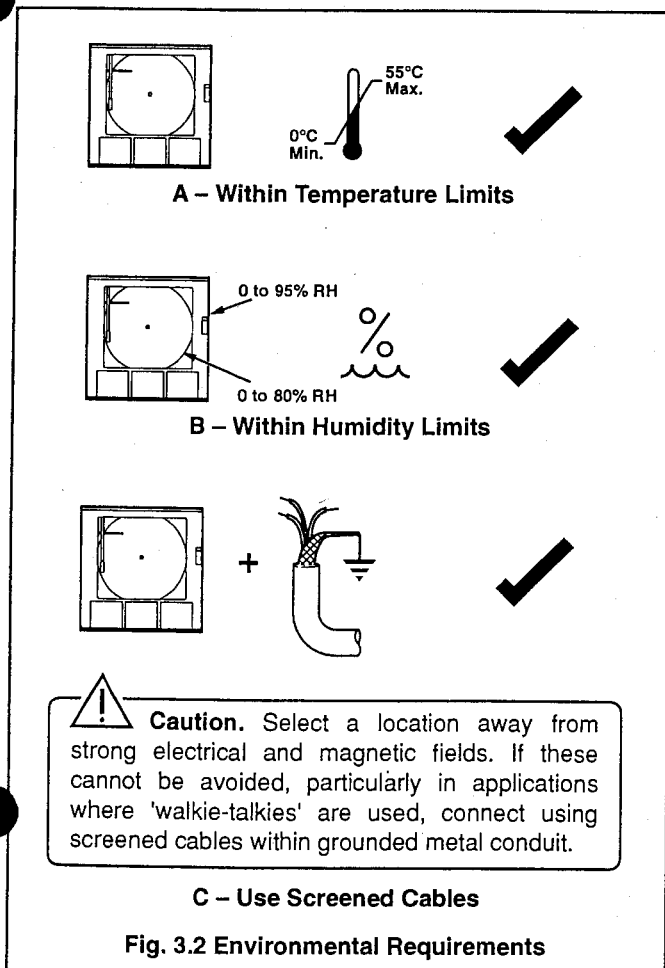 55°C
Max.
0°C
Min.
A – Within Temperature Limits
0 to 95% RH
%
0 to 80% RH
B – Within Humidity Limits
+
! Caution. Select a location away from
strong electrical and magnetic fields. If these
cannot be avoided, particularly in applications
where 'walkie-talkies' are used, connect using
screened cables within grounded metal conduit.
C – Use Screened Cables
Fig. 3.2 Environmental Requirements